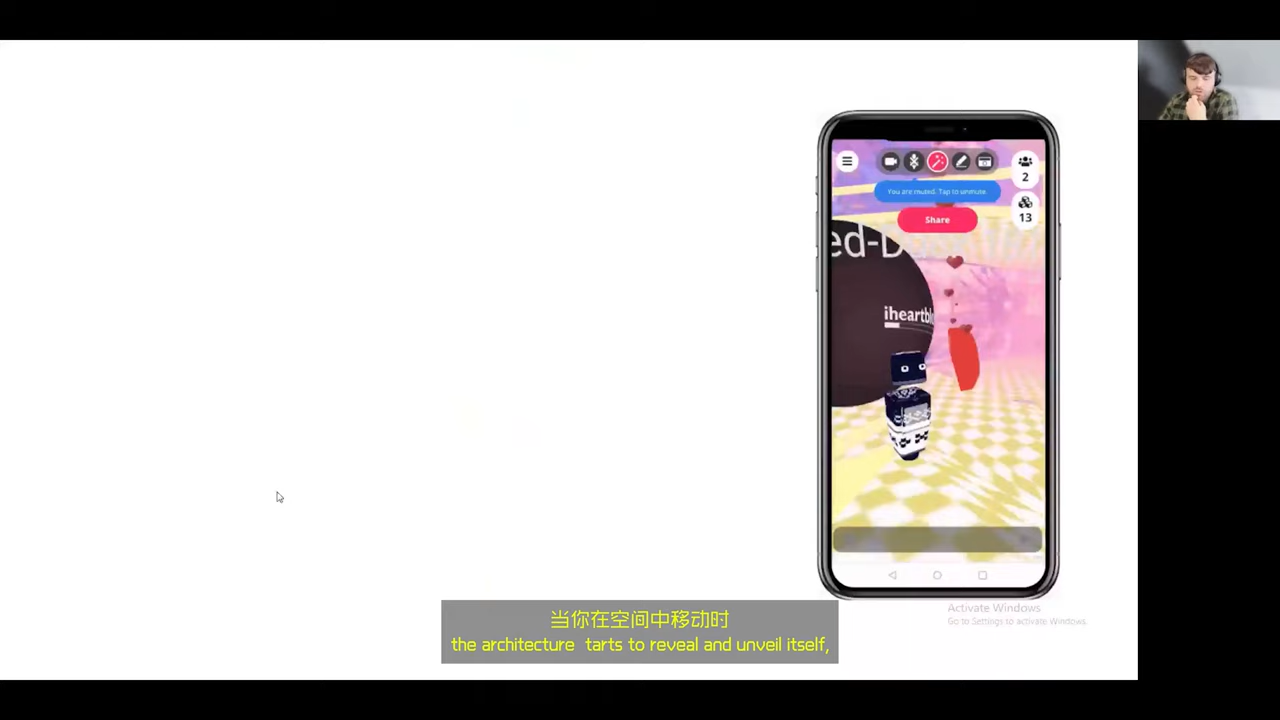 2
You are muted. Tap to unmute.
13
Share
ed-D
iheartbl
Activate Windows
Go to Settings to activate Windows.
当你在空间中移动时
the architecture tarts to reveal and unveil itself,